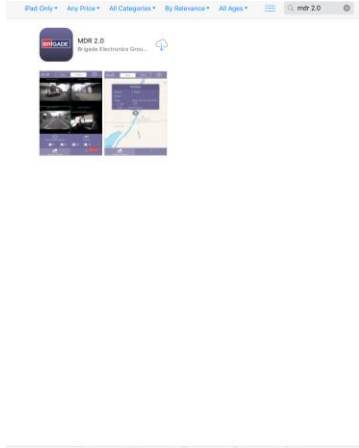 iPad Only Any Price All Categories By Relevance All Ages mdr 2.0
BRIGADE
MDR 2.0
Brigade Electronics Grou...